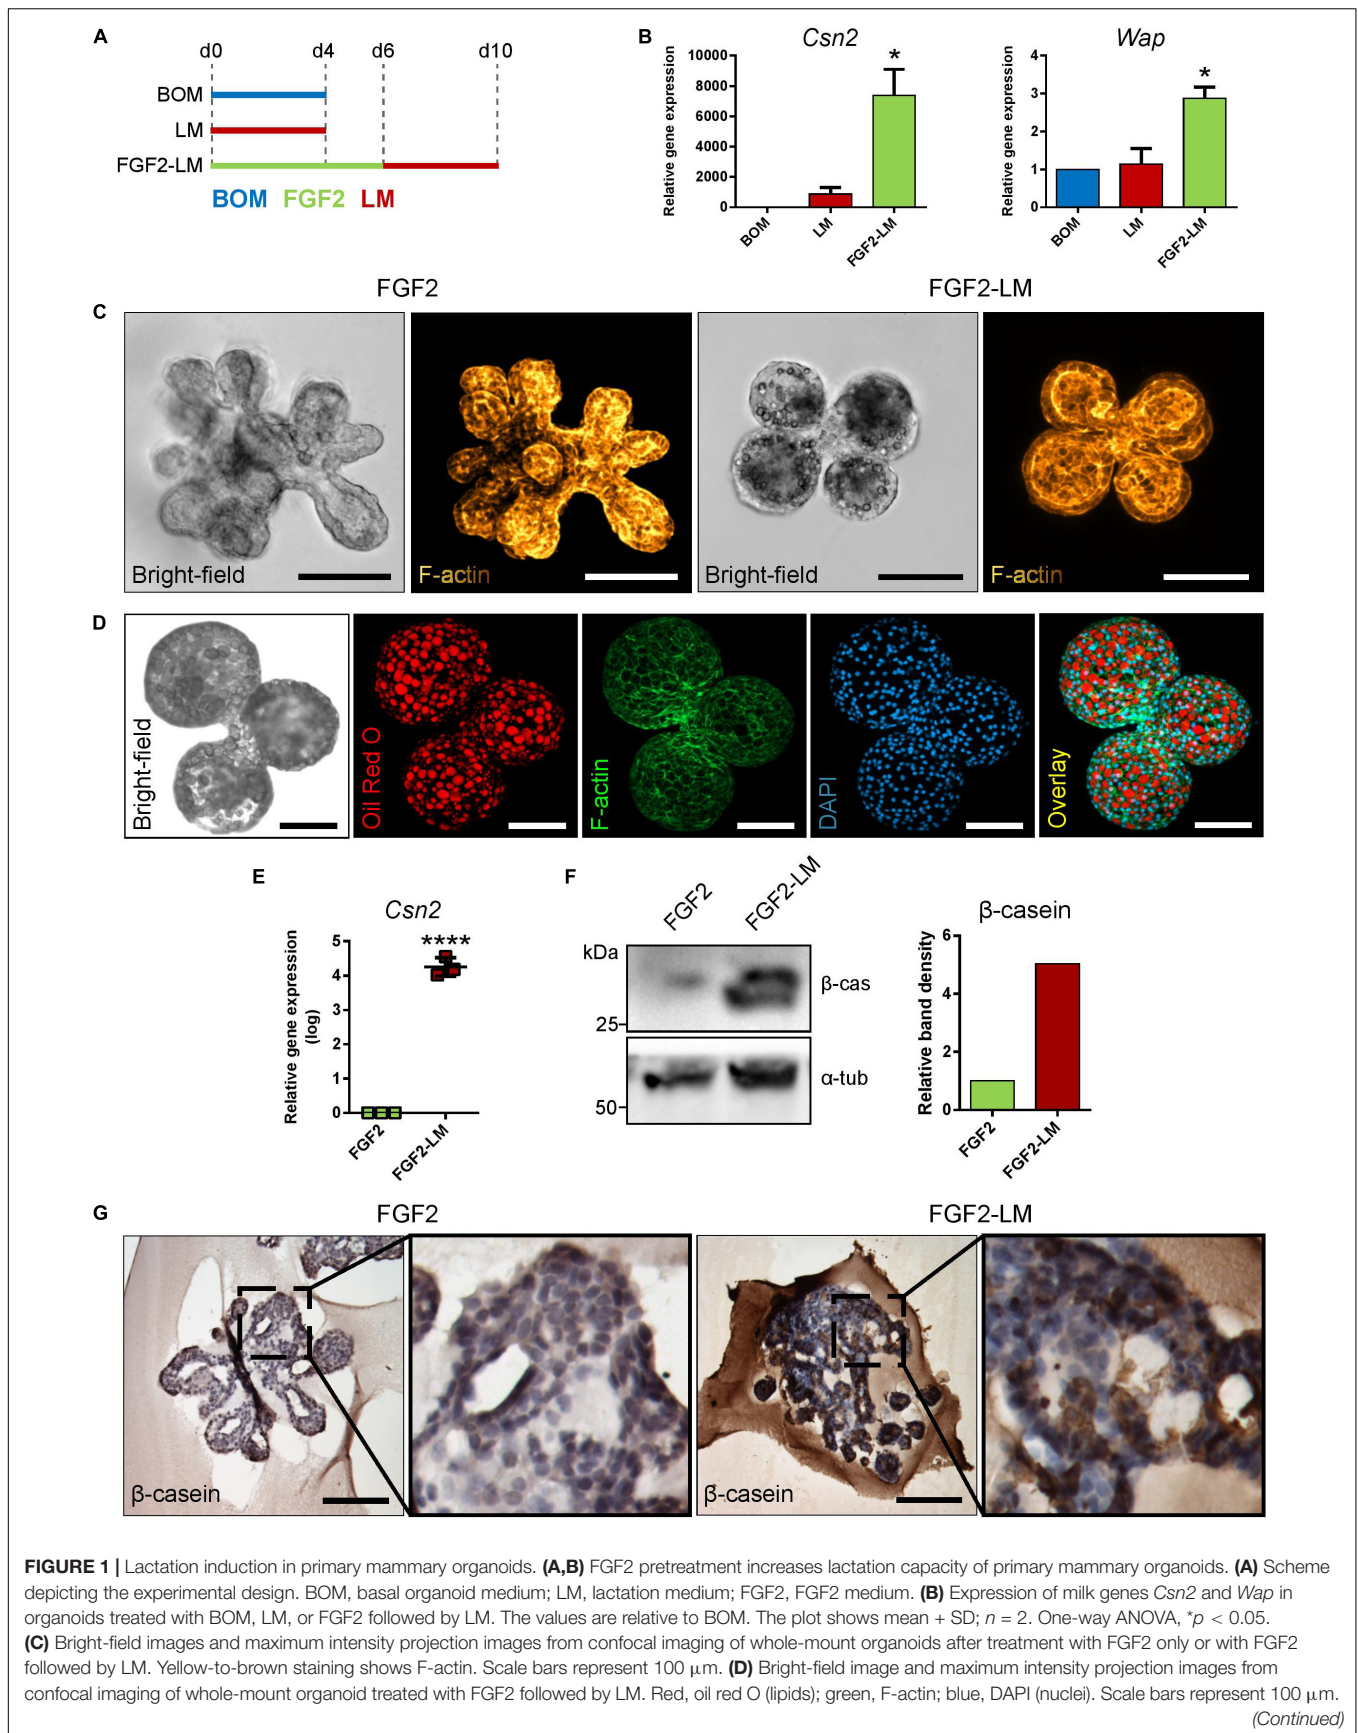 A
d0 d4 d6 d10
BOM
LM
FGF2-LM
BOM FGF2 LM
B
Csn2
Relative gene expression
10000
8000
6000
4000
2000
0
*
BOM LM FGF2-LM
Wap
Relative gene expression
4
3
2
1
0
*
BOM LM FGF2-LM
FGF2 FGF2-LM
C
Bright-field F-actin Bright-field F-actin
D
Bright-field Oil Red O F-actin DAPI Overlay
E
Csn2
Relative gene expression
(log)
5
4
3
2
1
0
****
FGF2 FGF2-LM
F
FGF2 FGF2-LM
kDa
β-cas
25
α-tub
50
β-casein
Relative band density
6
4
2
0
FGF2 FGF2-LM
G
FGF2 FGF2-LM
β-casein β-casein
FIGURE 1 | Lactation induction in primary mammary organoids. (A,B) FGF2 pretreatment increases lactation capacity of primary mammary organoids. (A) Scheme
depicting the experimental design. BOM, basal organoid medium; LM, lactation medium; FGF2, FGF2 medium. (B) Expression of milk genes Csn2 and Wap in
organoids treated with BOM, LM, or FGF2 followed by LM. The values are relative to BOM. The plot shows mean + SD; n = 2. One-way ANOVA, *p < 0.05.
(C) Bright-field images and maximum intensity projection images from confocal imaging of whole-mount organoids after treatment with FGF2 only or with FGF2
followed by LM. Yellow-to-brown staining shows F-actin. Scale bars represent 100 μm. (D) Bright-field image and maximum intensity projection images from
confocal imaging of whole-mount organoid treated with FGF2 followed by LM. Red, oil red O (lipids); green, F-actin; blue, DAPI (nuclei). Scale bars represent 100 μm.
(Continued)